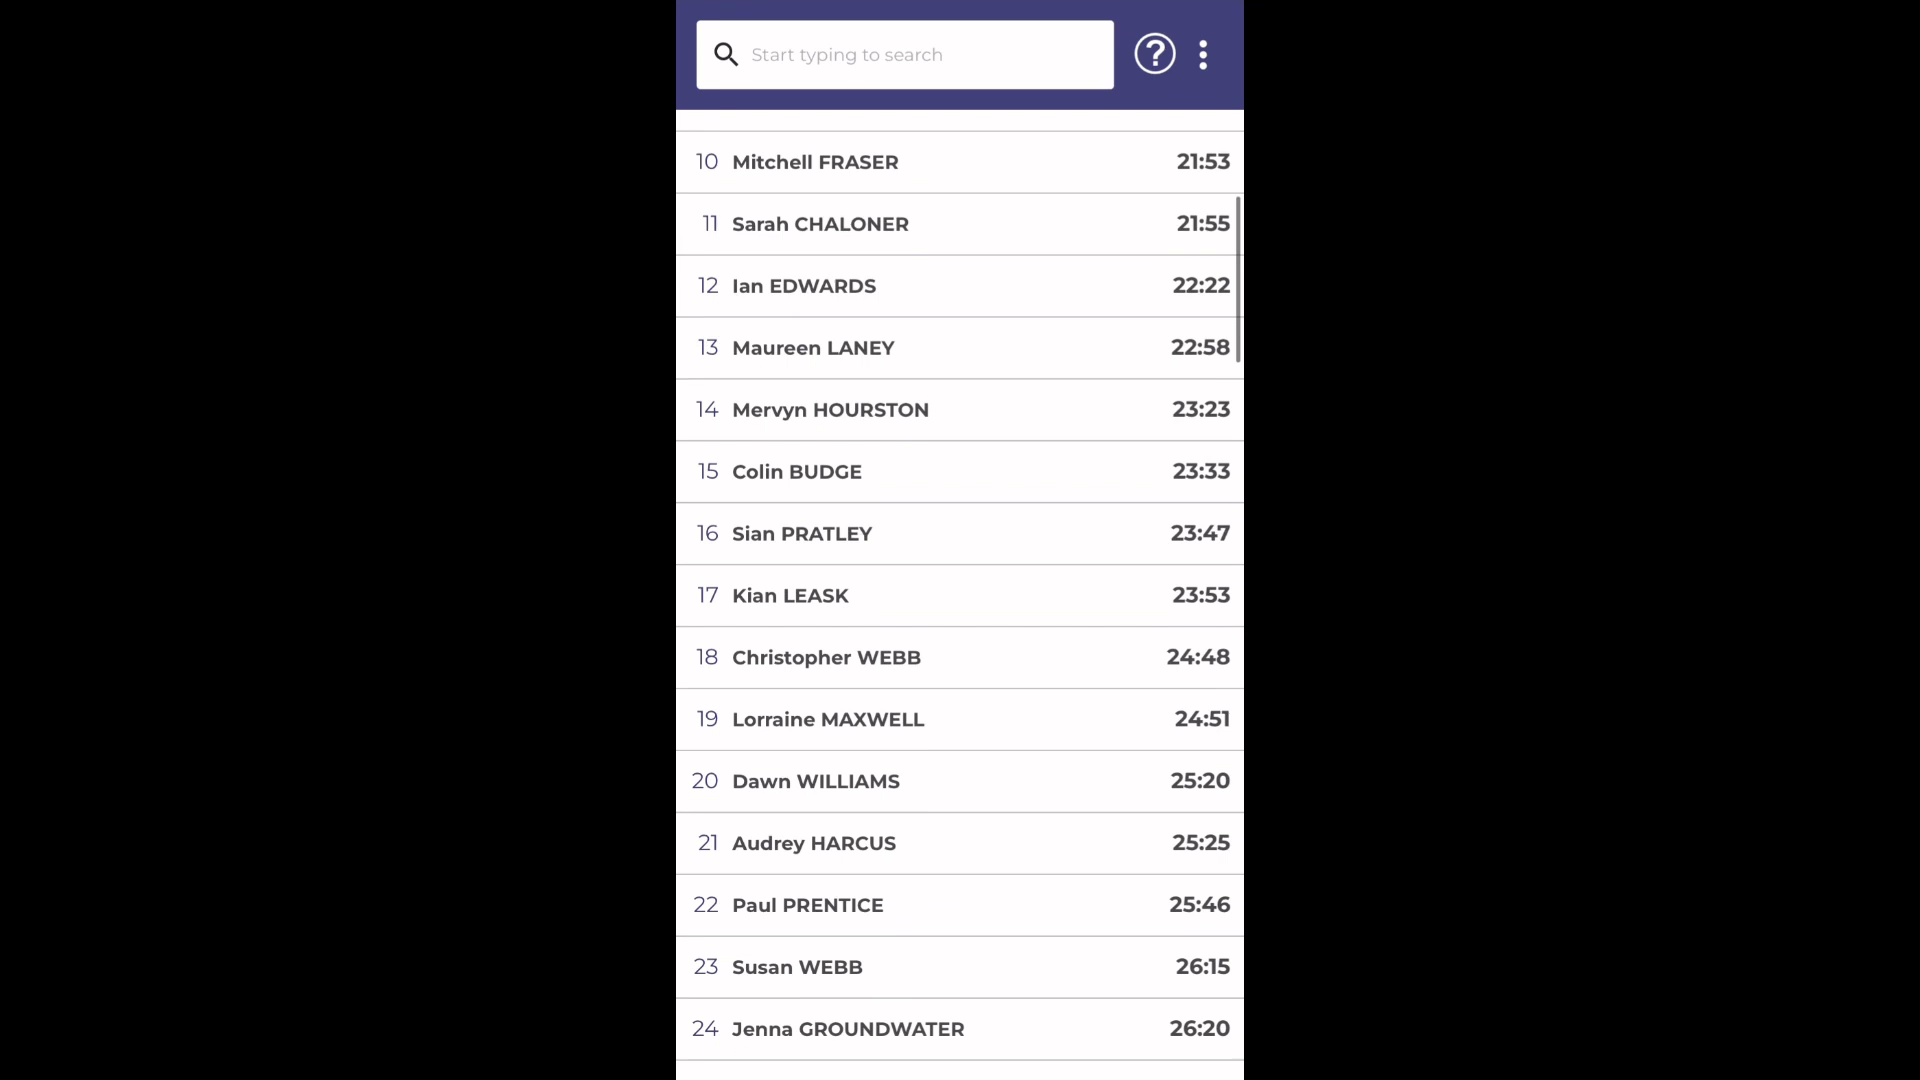 Start typing to search
10 Mitchell FRASER 21:53
11 Sarah CHALONER 21:55
12 Ian EDWARDS 22:22
13 Maureen LANEY 22:58
14 Mervyn HOURSTON 23:23
15 Colin BUDGE 23:33
16 Sian PRATLEY 23:47
17 Kian LEASK 23:53
18 Christopher WEBB 24:48
19 Lorraine MAXWELL 24:51
20 Dawn WILLIAMS 25:20
21 Audrey HARCUS 25:25
22 Paul PRENTICE 25:46
23 Susan WEBB 26:15
24 Jenna GROUNDWATER 26:20